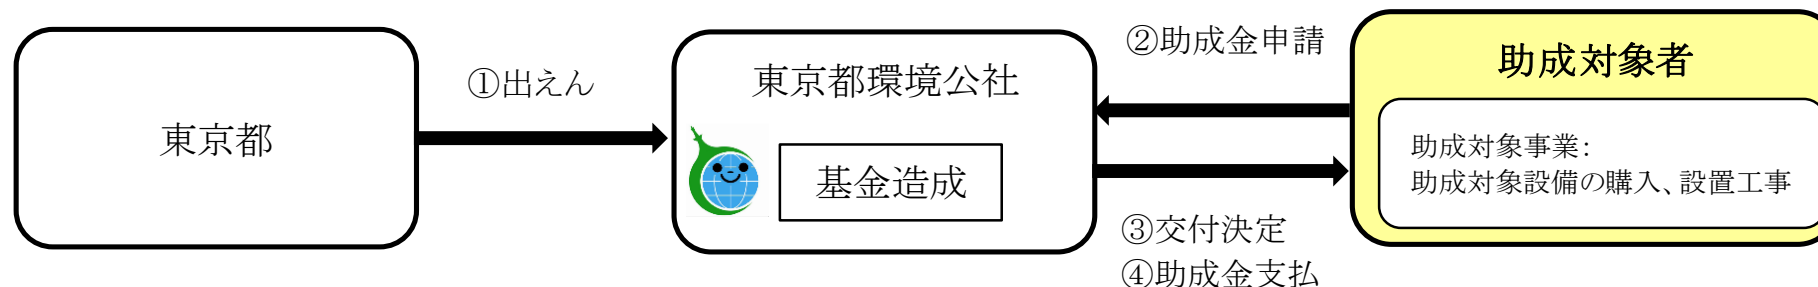 東京都
①出えん
東京都環境公社
基金造成
②助成金申請
③交付決定
④助成金支払
助成対象者
助成対象事業:
助成対象設備の購入、設置工事